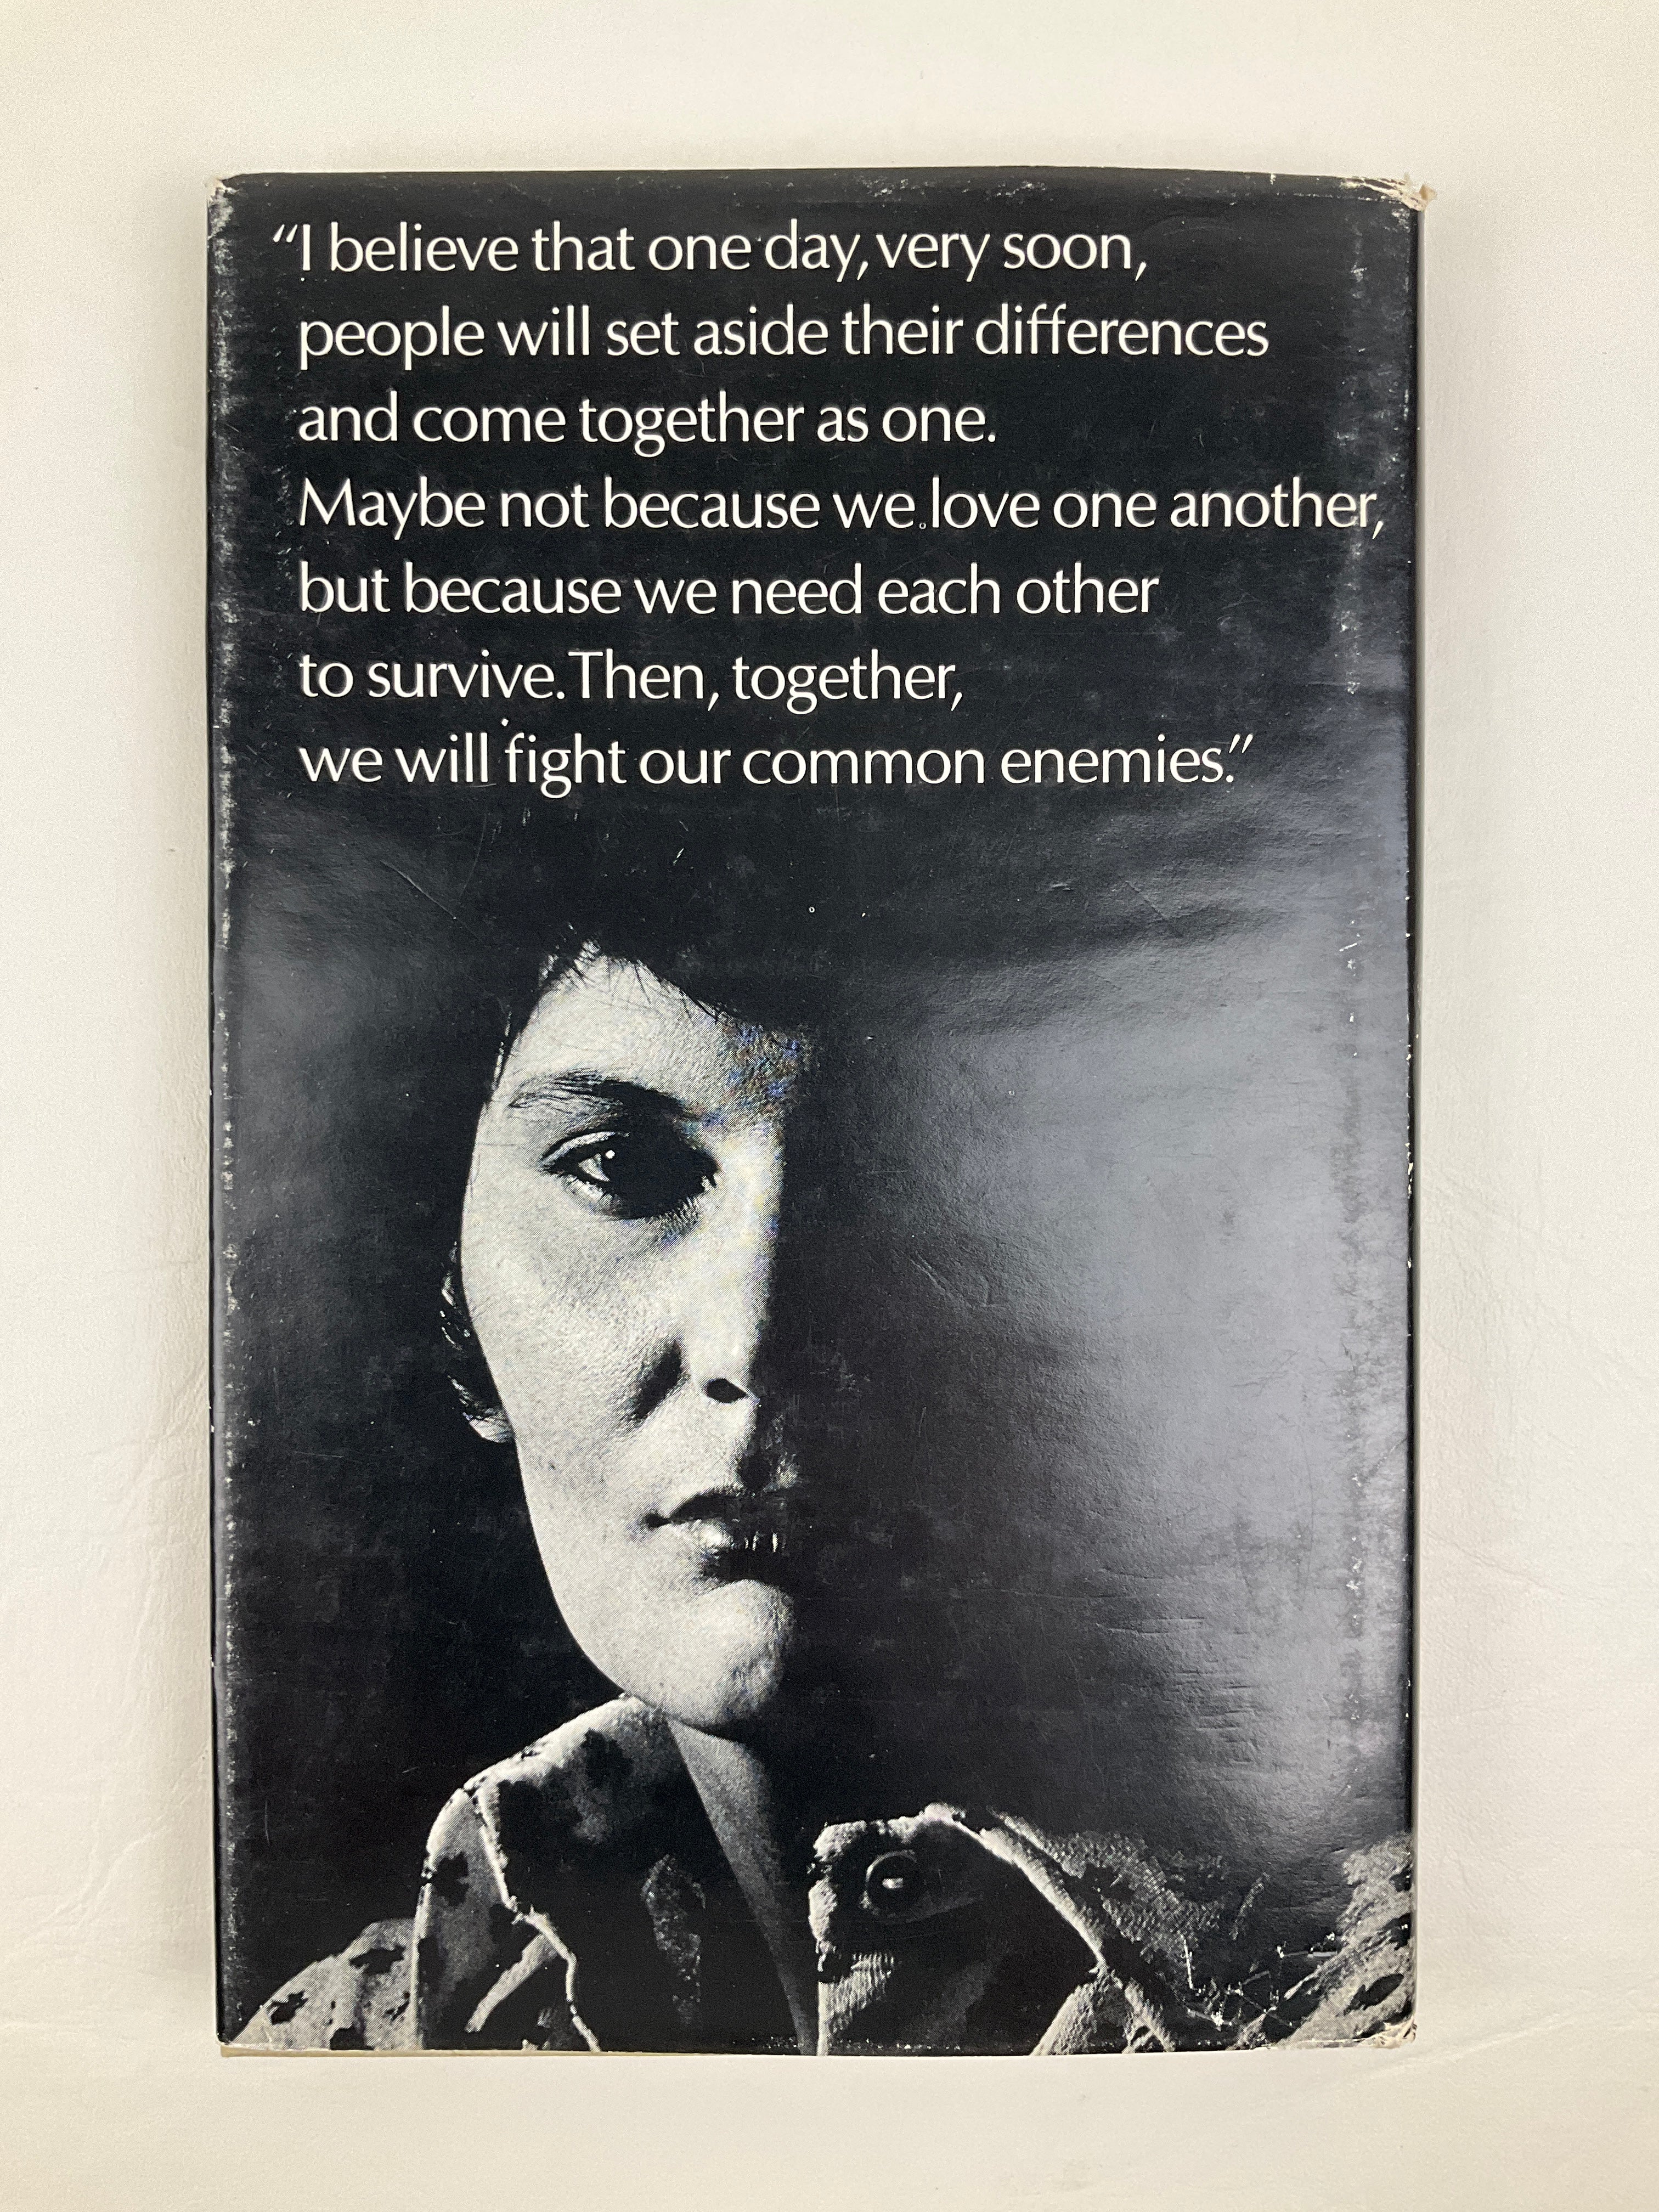 “I believe that one day, very soon,
people will set aside their differences
and come together as one.
Maybe not because we love one another,
but because we need each other
to survive. Then, together,
we will fight our common enemies.”